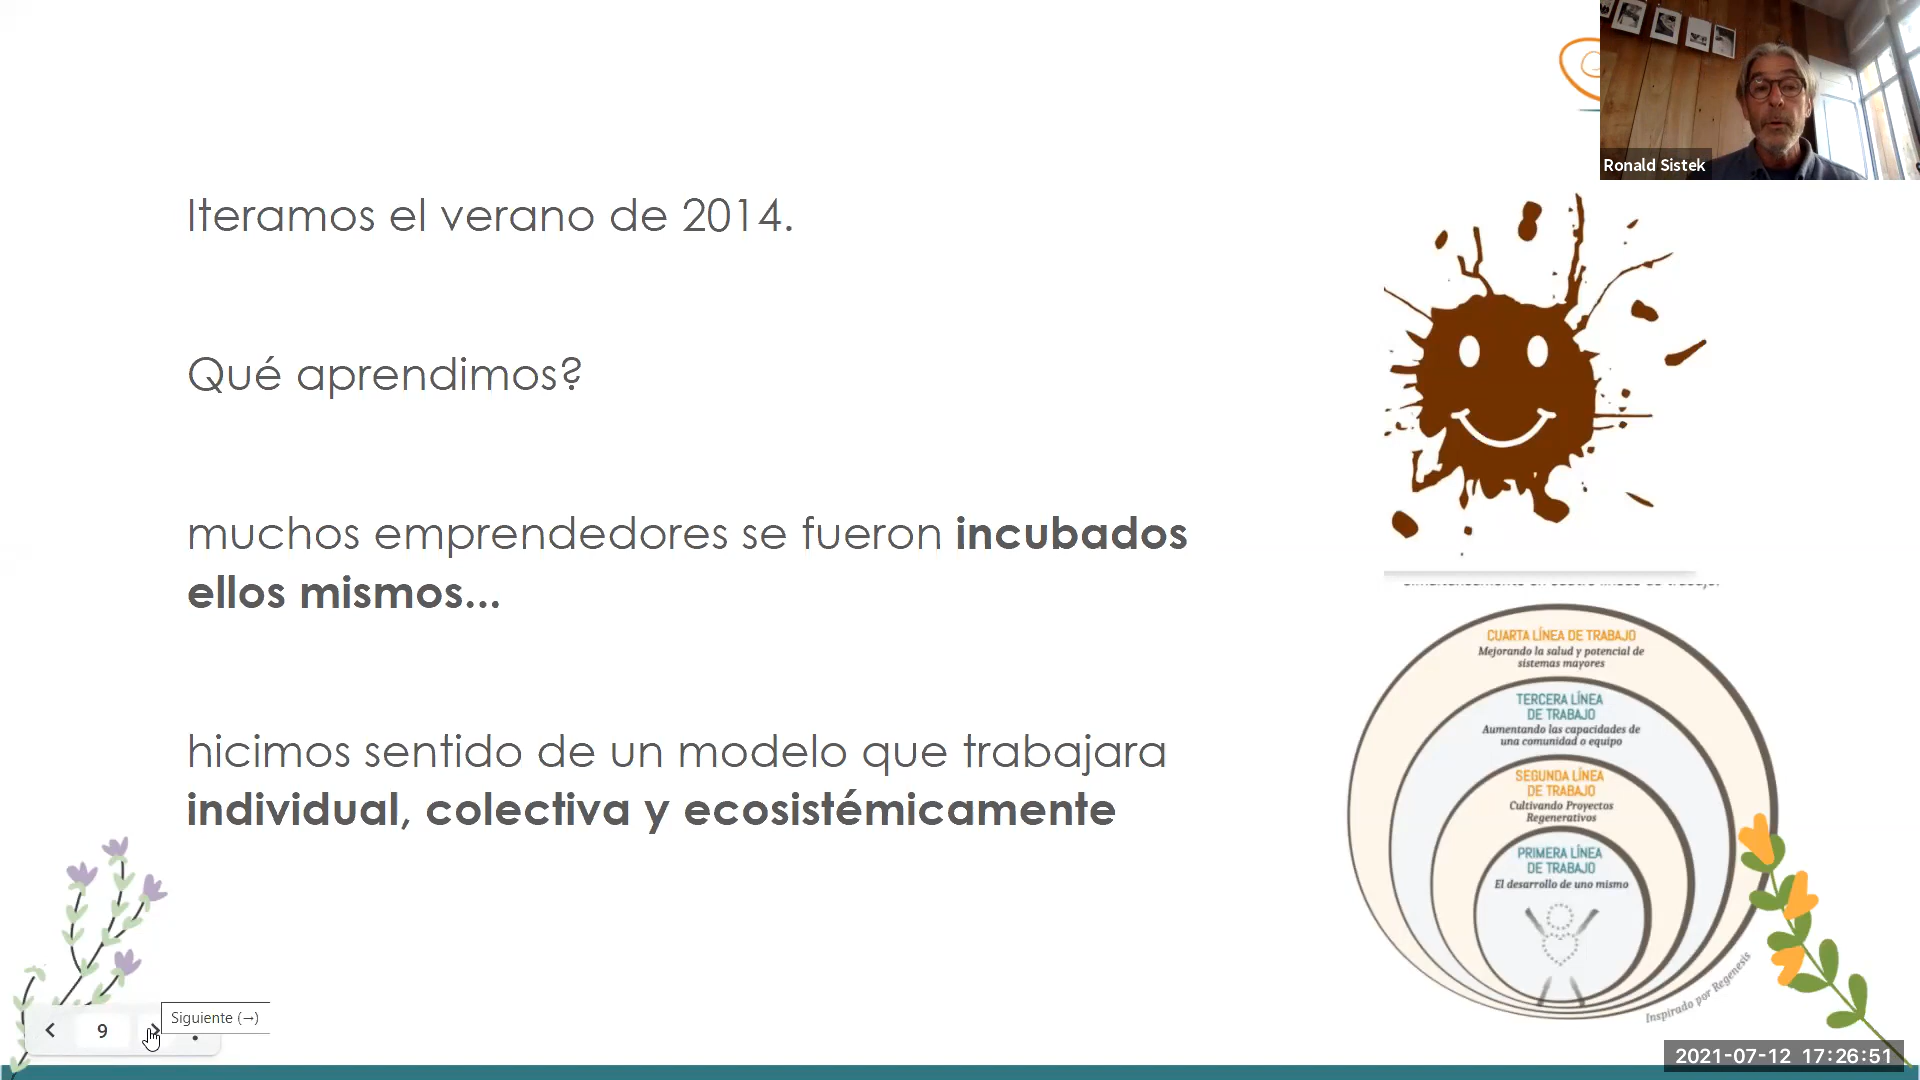 Ronald Sistek
Iteramos el verano de 2014.
Qué aprendimos?
muchos emprendedores se fueron incubados
ellos mismos...
hicimos sentido de un modelo que trabajara
individual, colectiva y ecosistémicamente
CUARTA LÍNEA DE TRABAJO
Mejorando la salud y potencial de
sistemas mayores
TERCERA LÍNEA
DE TRABAJO
Aumentando las capacidades de
una comunidad o equipo
SEGUNDA LÍNEA
DE TRABAJO
Cultivando Proyectos
Regenerativos
PRIMERA LÍNEA
DE TRABAJO
El desarrollo de uno mismo
Inspirado por Regenesis
9
Siguiente (→)
2021-07-12 17:26:51